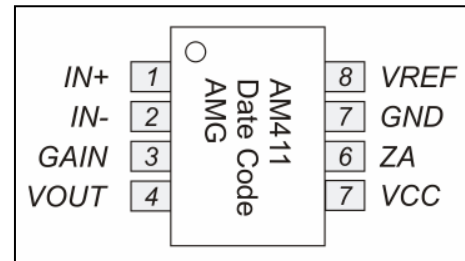 IN+ 1 8 VREF
IN- 2 7 GND
GAIN 3 6 ZA
VOUT 4 7 VCC
AM411
Date Code
AMG